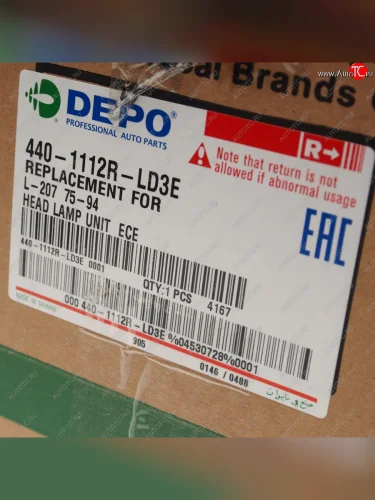 www.AutoTC.ru
Brands
DEPO®
PROFESSIONAL AUTO PARTS
R
Note that return is not
allowed if abnormal usage
440-1112R-LD3E
REPLACEMENT FOR
L-207 75-94
HEAD LAMP UNIT ECE
EAC
440-1112R-LD3E 0001
QTY:1 PCS 4167
MADE IN TAIWAN
000 440-1112R-LD3E %04530728%0001
905
0146 / 0488